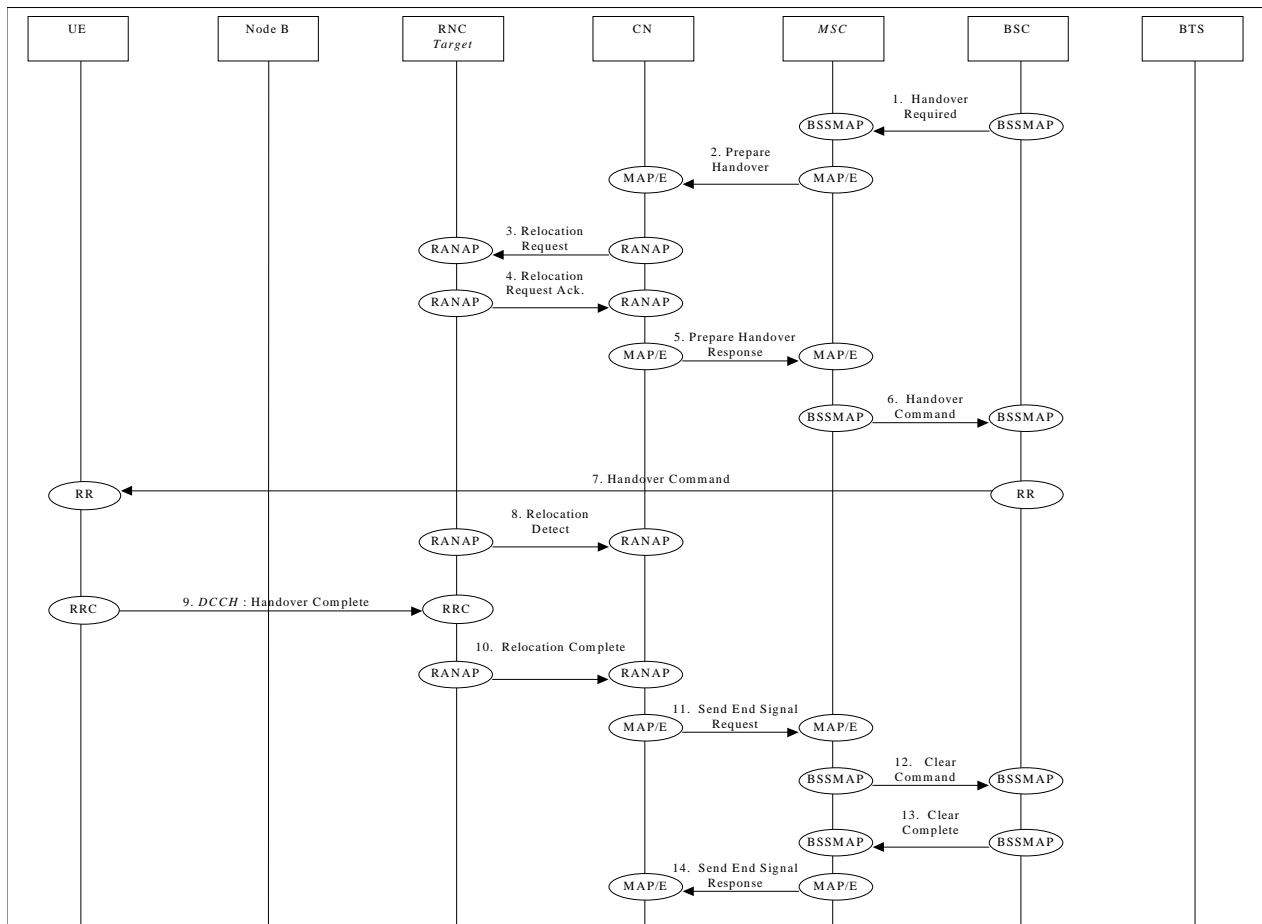 UE
Node B
RNC
Target
CN
MSC
BSC
BTS
1. Handover
Required
BSSMAP
BSSMAP
2. Prepare
Handover
MAP/E
MAP/E
3. Relocation
Request
RANAP
RANAP
4. Relocation
Request Ack.
RANAP
RANAP
5. Prepare Handover
Response
MAP/E
MAP/E
6. Handover
Command
BSSMAP
BSSMAP
7. Handover Command
RR
RR
8. Relocation
Detect
RANAP
RANAP
9. DCCH : Handover Complete
RRC
RRC
10. Relocation Complete
RANAP
RANAP
11. Send End Signal
Request
MAP/E
MAP/E
12. Clear
Command
BSSMAP
BSSMAP
13. Clear
Complete
BSSMAP
BSSMAP
14. Send End Signal
Response
MAP/E
MAP/E